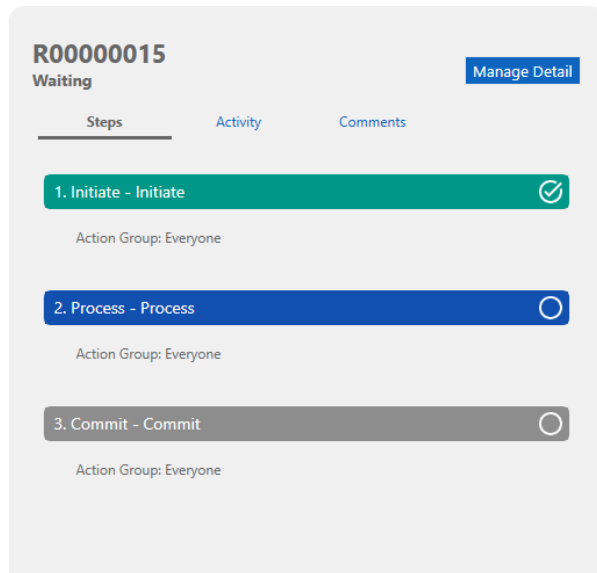 R00000015
Waiting
Manage Detail
Steps Activity Comments
1. Initiate - Initiate
Action Group: Everyone
2. Process - Process
Action Group: Everyone
3. Commit - Commit
Action Group: Everyone